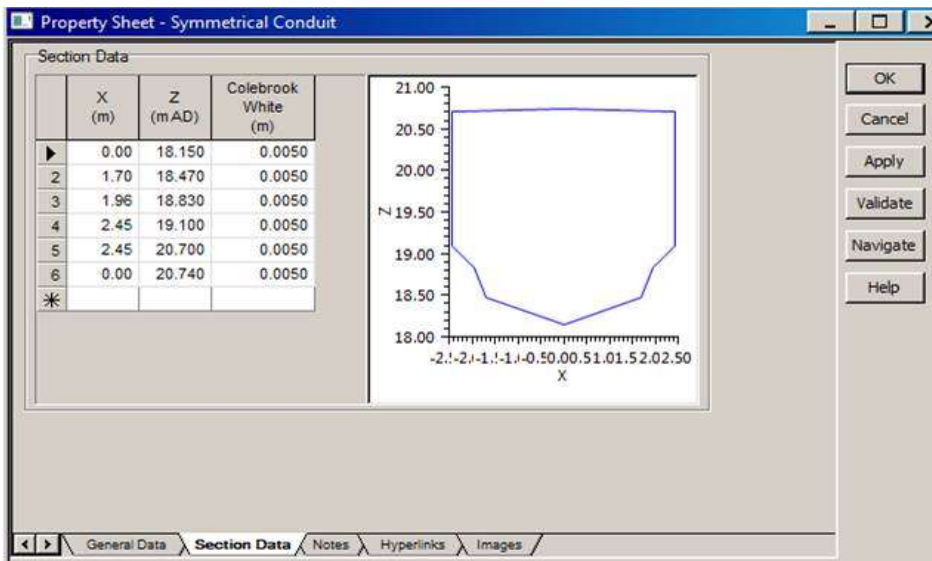 Property Sheet - Symmetrical Conduit
Section Data
X (m) Z (mAD) Colebrook White (m)
0.00 18.150 0.0050
2 1.70 18.470 0.0050
3 1.96 18.830 0.0050
4 2.45 19.100 0.0050
5 2.45 20.700 0.0050
6 0.00 20.740 0.0050
21.00
20.50
20.00
19.50
19.00
18.50
18.00
Z
2.50
X
OK
Cancel
Apply
Validate
Navigate
Help
General Data Section Data Notes Hyperlinks Images